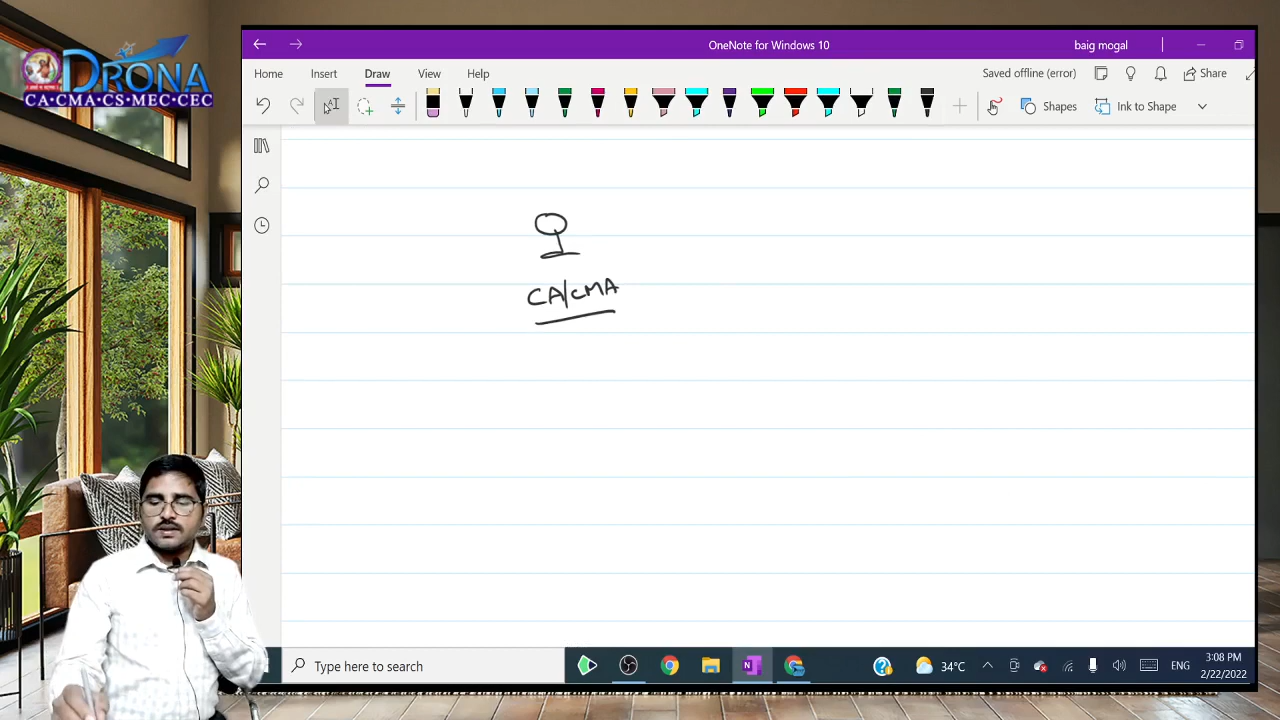 DRONA
CA•CMA•CS•MEC•CEC
OneNote for Windows 10
baig mogal
Home
Insert
Draw
View
Help
Saved offline (error)
Share
Shapes
Ink to Shape
CA/CMA
Type here to search
34°C
ENG
3:08 PM
2/22/2022